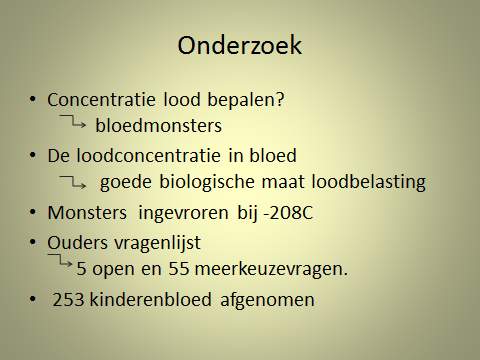 Onderzoek
• Concentratie lood bepalen?
bloedmonsters
• De loodconcentratie in bloed
goede biologische maat loodbelasting
• Monsters ingevroren bij -208C
• Ouders vragenlijst
5 open en 55 meerkeuzevragen.
• 253 kinderenbloed afgenomen